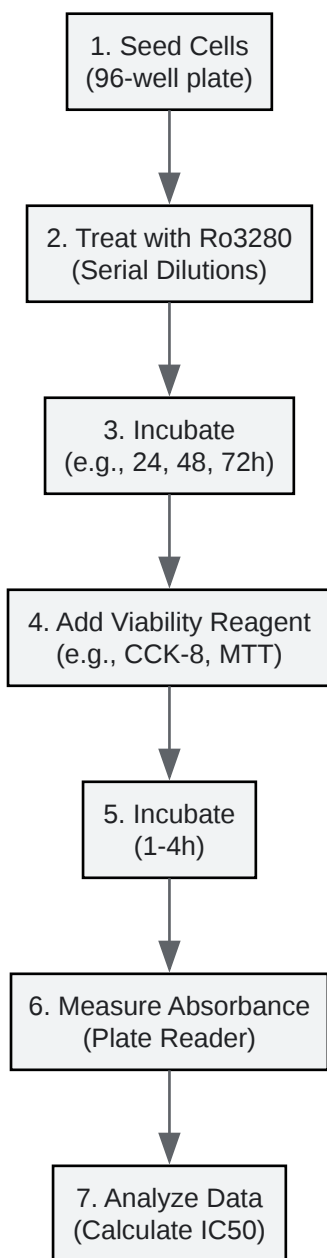 1. Seed Cells
(96-well plate)
2. Treat with Ro3280
(Serial Dilutions)
3. Incubate
(e.g., 24, 48, 72h)
4. Add Viability Reagent
(e.g., CCK-8, MTT)
5. Incubate
(1-4h)
6. Measure Absorbance
(Plate Reader)
7. Analyze Data
(Calculate IC50)